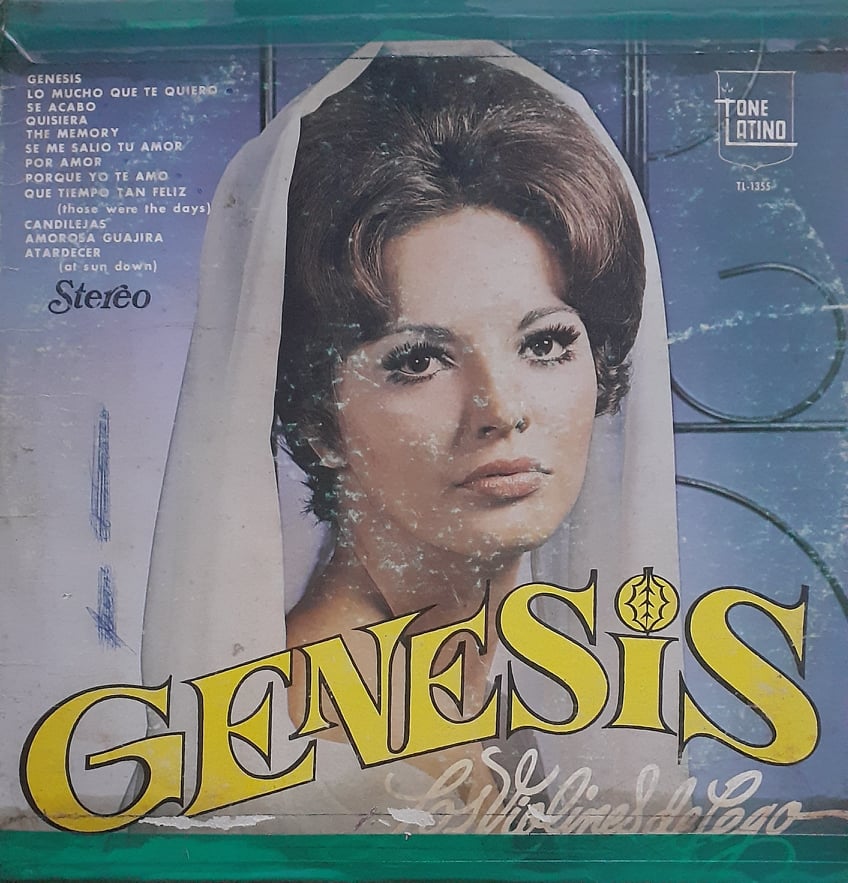 GENESIS
LO MUCHO QUE TE QUIERO
SE ACABO
QUISIERA
THE MEMORY
SE ME SALIO TU AMOR
POR AMOR
PORQUE YO TE AMO
QUE TIEMPO TAN FELIZ
(those were the days)
CANDILEJAS
AMOROSA GUAJIRA
ATARDECER
(at sun down)
Stereo
TONE
LATINO
TL-1355
GENESiS
Los Violines de Pego